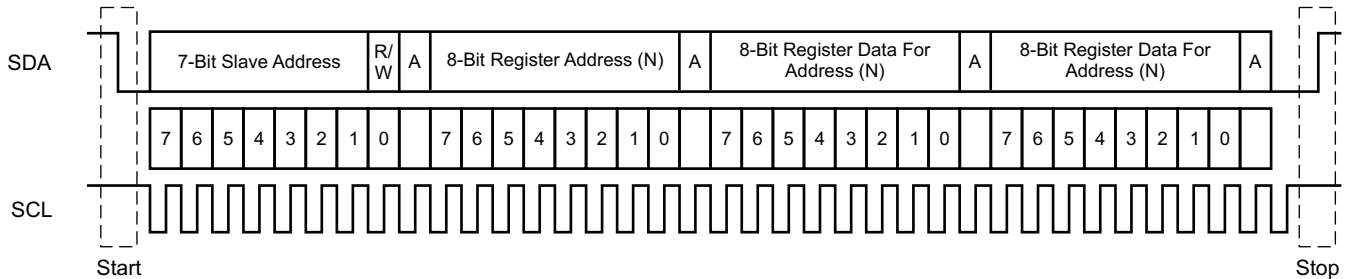 SDA
7-Bit Slave Address
R/
W
A
8-Bit Register Address (N)
A
8-Bit Register Data For
Address (N)
A
8-Bit Register Data For
Address (N)
A
7 6 5 4 3 2 1 0 7 6 5 4 3 2 1 0 7 6 5 4 3 2 1 0 7 6 5 4 3 2 1 0
SCL
Start
Stop